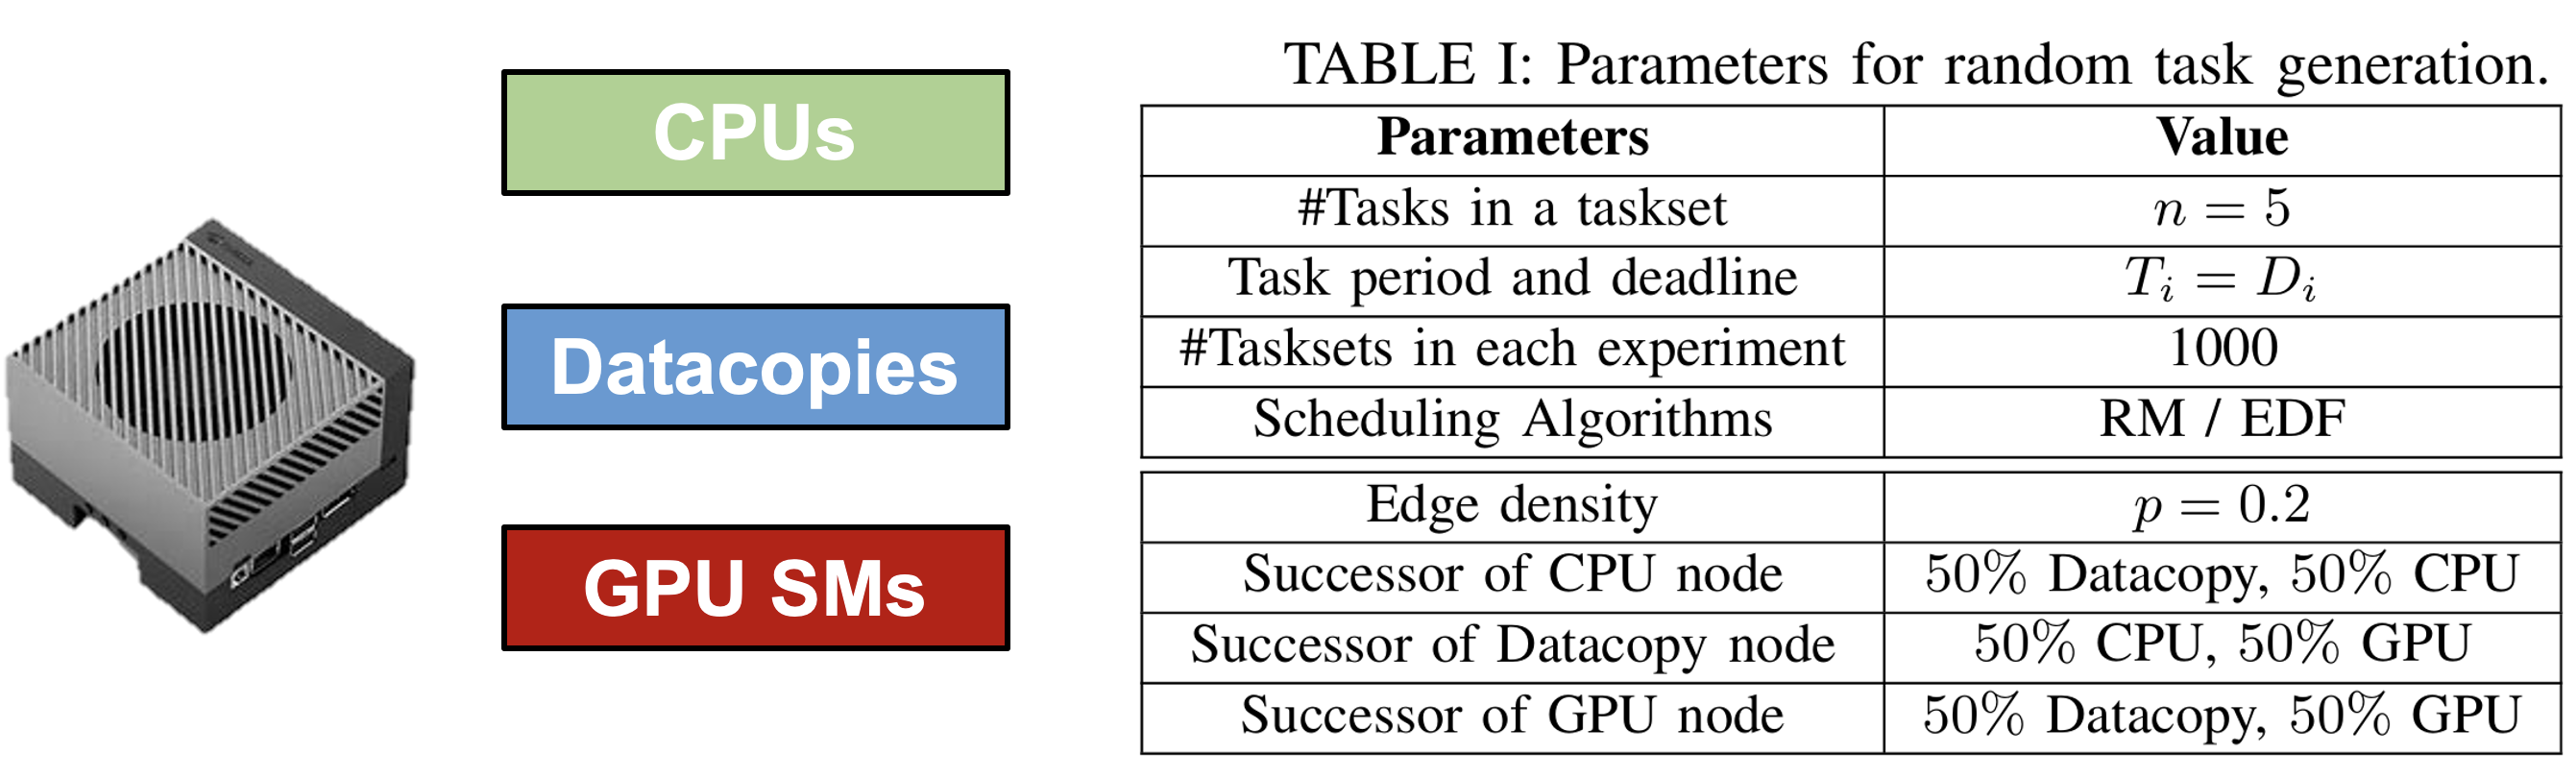 CPUs
Datacopies
GPU SMs
TABLE I: Parameters for random task generation.
Parameters Value
#Tasks in a taskset n = 5
Task period and deadline T_i = D_i
#Tasksets in each experiment 1000
Scheduling Algorithms RM / EDF
Edge density p = 0.2
Successor of CPU node 50% Datacopy, 50% CPU
Successor of Datacopy node 50% CPU, 50% GPU
Successor of GPU node 50% Datacopy, 50% GPU